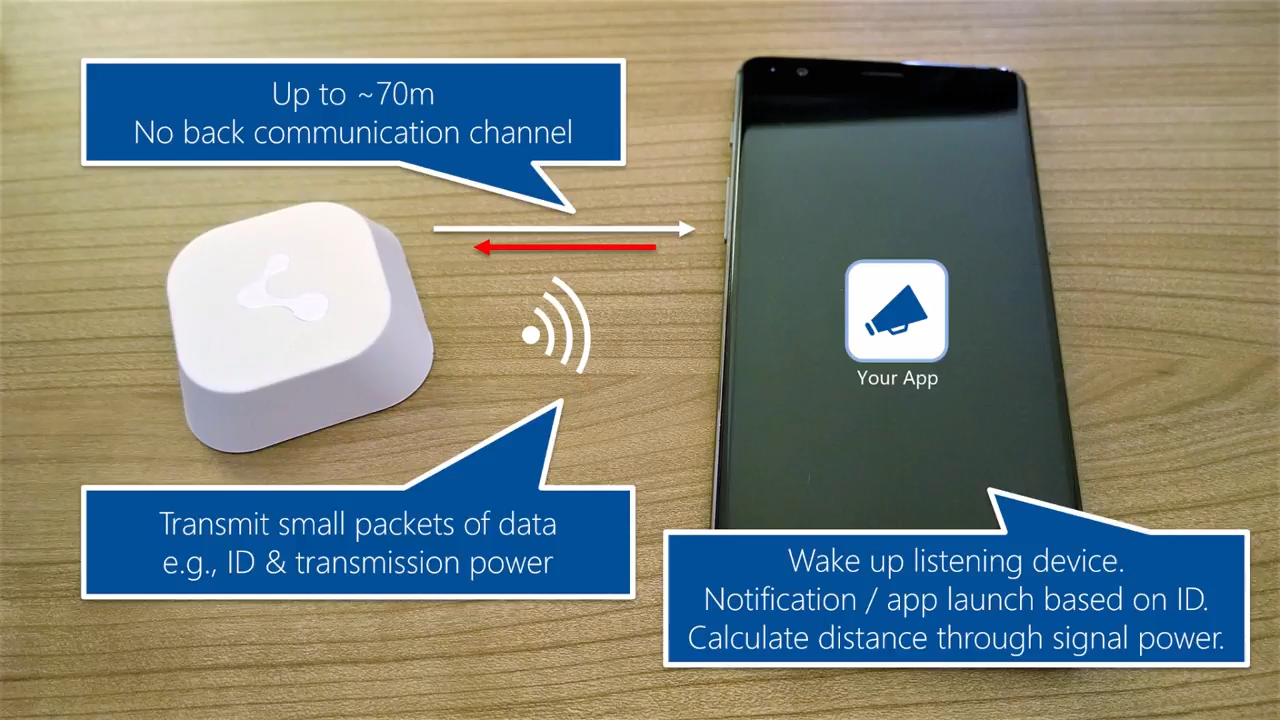 Up to ~70m
No back communication channel
Your App
Transmit small packets of data
e.g., ID & transmission power
Wake up listening device.
Notification / app launch based on ID.
Calculate distance through signal power.